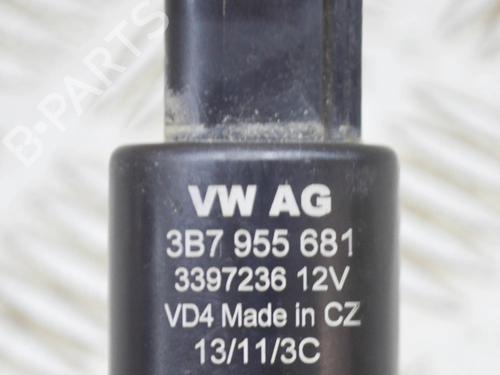 B-PARTS
VW AG
3B7 955 681
3397236 12V
VD4 Made in CZ
13/11/3C